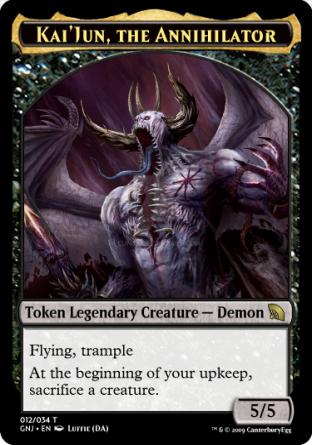 Kai'Jun, the Annihilator
Token Legendary Creature — Demon
Flying, trample
At the beginning of your upkeep,
sacrifice a creature.
5/5
012/034 T
GNJ • EN Luffie (DA)
™ & © 2019 CanterburyEgg